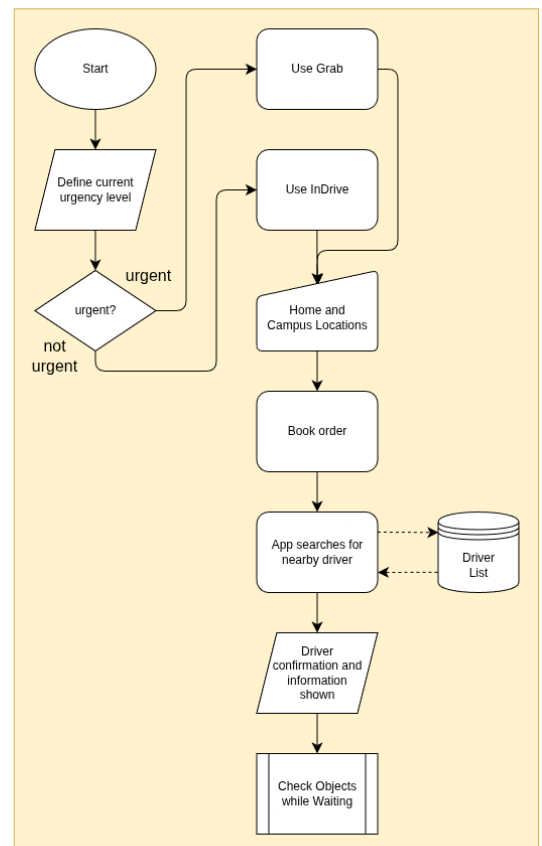 Start
Use Grab
Define current
urgency level
Use InDrive
urgent
urgent?
not
urgent
Home and
Campus Locations
Book order
App searches for
nearby driver
Driver
List
Driver
confirmation and
information
shown
Check Objects
while Waiting